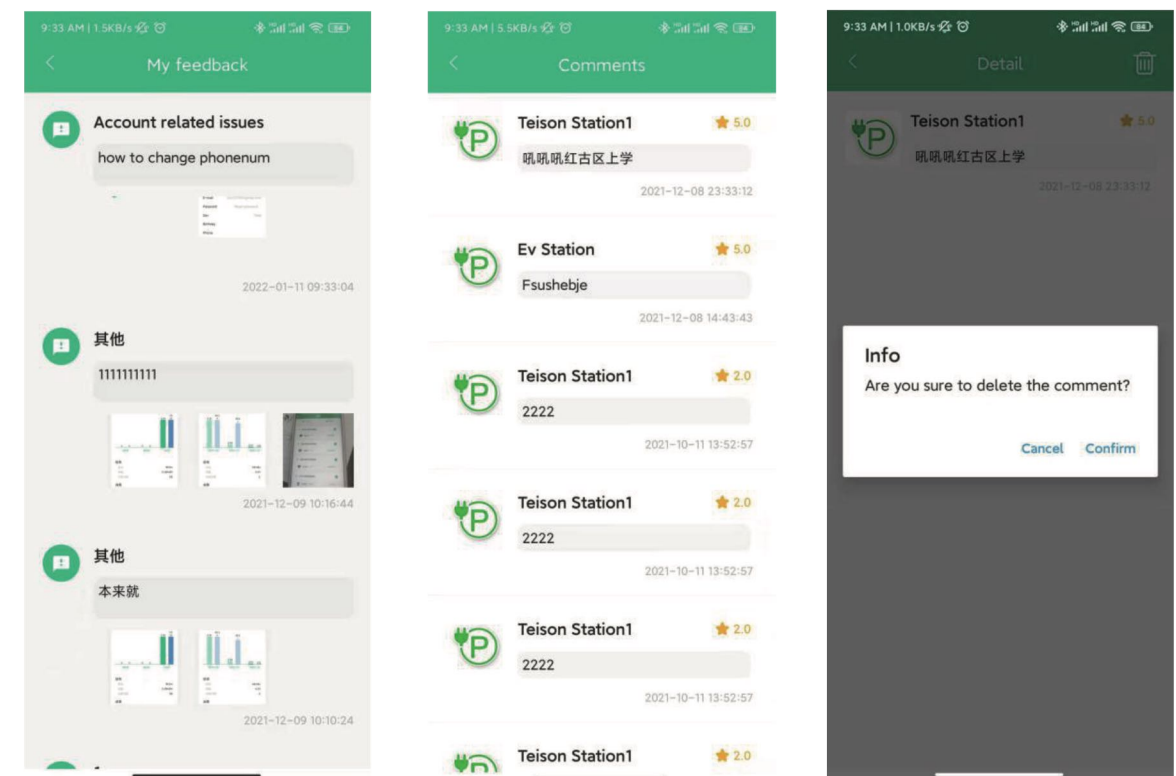 9:33 AM | 1.5KB/s
84
My feedback
Account related issues
how to change phonenum
2022-01-11 09:33:04
其他
1111111111
2021-12-09 10:16:44
其他
本来就
2021-12-09 10:10:24
9:33 AM | 5.5KB/s
84
Comments
Teison Station1
5.0
吼吼吼红古区上学
2021-12-08 23:33:12
Ev Station
5.0
Fsushebje
2021-12-08 14:43:43
Teison Station1
2.0
2222
2021-10-11 13:52:57
Teison Station1
2.0
2222
2021-10-11 13:52:57
Teison Station1
2.0
2222
2021-10-11 13:52:57
Teison Station1
2.0
9:33 AM | 1.0KB/s
84
Detail
Teison Station1
5.0
吼吼吼红古区上学
2021-12-08 23:33:12
Info
Are you sure to delete the comment?
Cancel Confirm